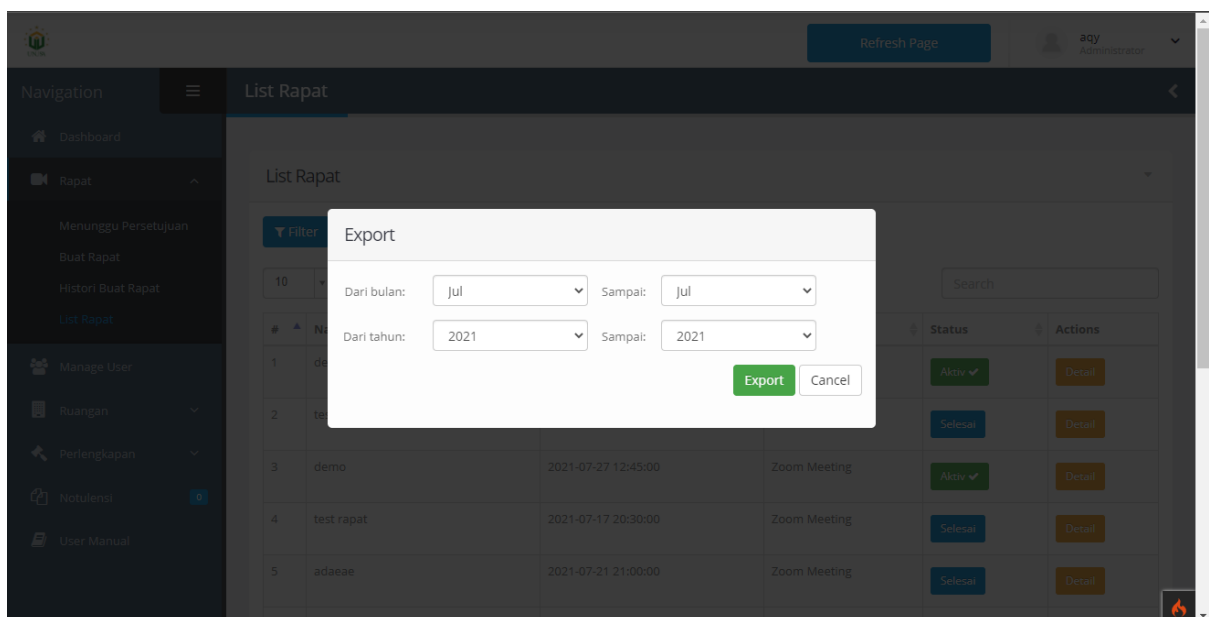 Refresh Page
aqy
Administrator
Navigation
List Rapat
Dashboard
Rapat
Menunggu Persetujuan
Buat Rapat
Histori Buat Rapat
List Rapat
Manage User
Ruangan
Perlengkapan
Notulensi 0
User Manual
List Rapat
Filter
10
Search
Export
Dari bulan: Jul Sampai: Jul
Dari tahun: 2021 Sampai: 2021
Export Cancel
# Status Actions
1 Aktiv Detail
2 Selesai Detail
3 demo 2021-07-27 12:45:00 Zoom Meeting Aktiv Detail
4 test rapat 2021-07-17 20:30:00 Zoom Meeting Selesai Detail
5 adaeae 2021-07-21 21:00:00 Zoom Meeting Selesai Detail